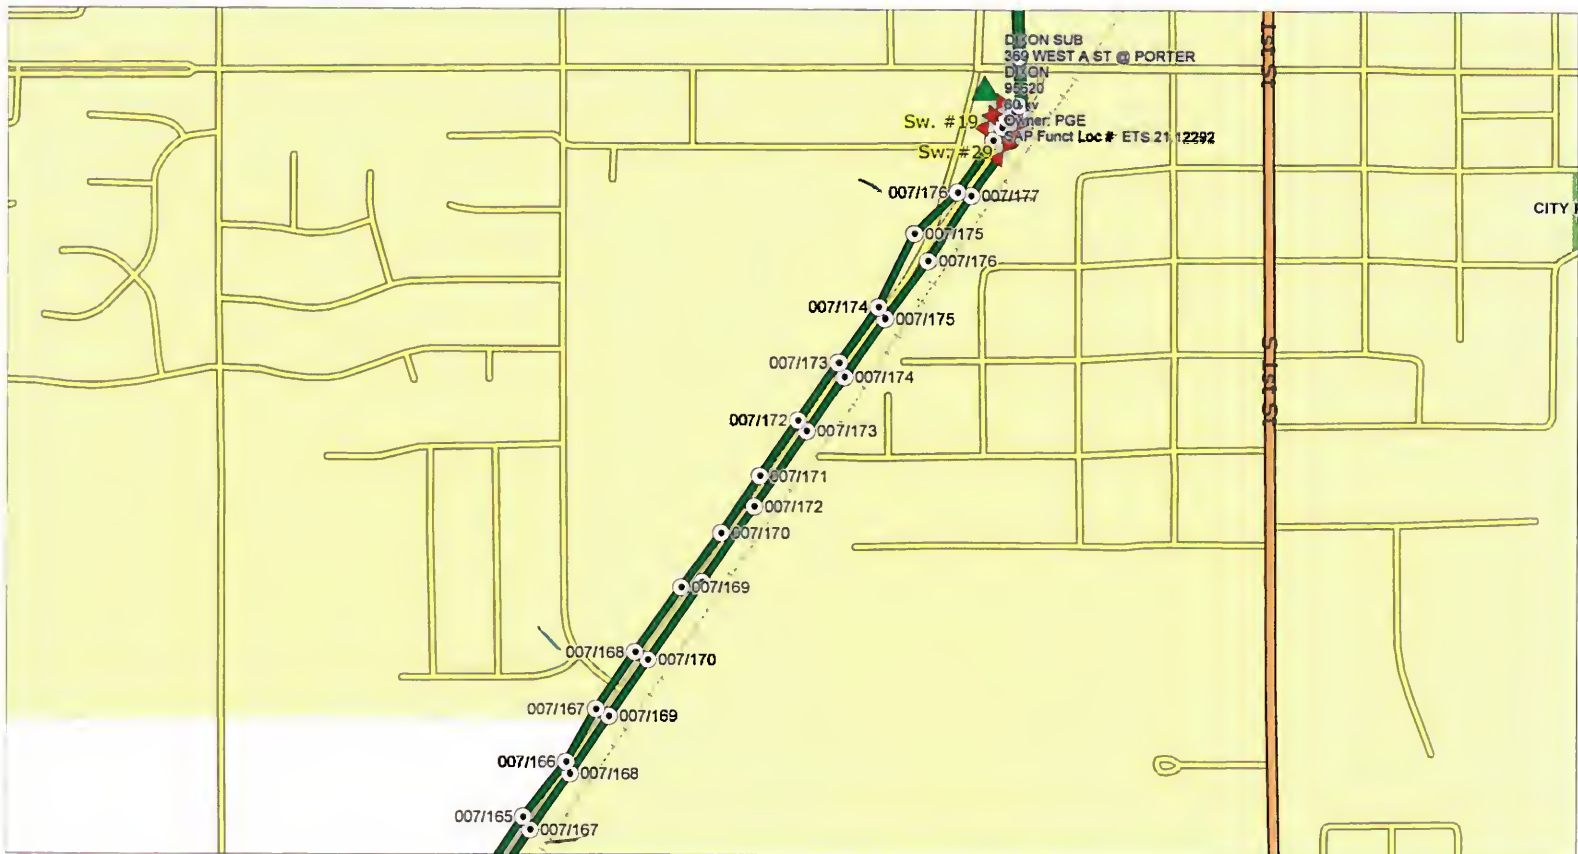 DIXON SUB
369 WEST A ST @ PORTER
DIXON
95620
60 kv
Sw. #19
Owner: PGE
SAP Funct Loc #: ETS.21.12292
Sw. #29
007/176
007/177
CITY
007/175
007/176
007/174
007/175
007/173
007/174
007/172
007/173
007/171
007/172
007/170
007/169
007/168
007/170
007/167
007/169
007/166
007/168
007/165
007/167
S 1ST ST